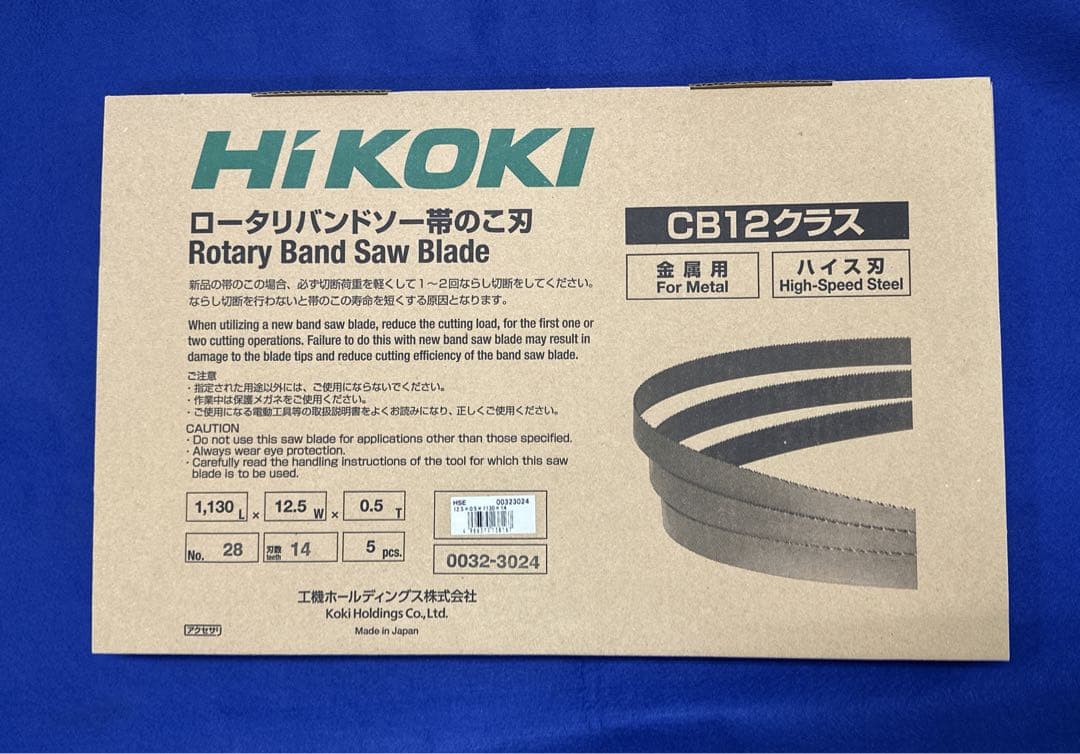 HiKOKI
ロータリバンドソー帯のこ刃
Rotary Band Saw Blade
新品の帯のこの場合、必ず切断荷重を軽くして1〜2回ならし切断をしてください。
ならし切断を行わないと帯のこの寿命を短くする原因となります。
When utilizing a new band saw blade, reduce the cutting load, for the first one or
two cutting operations. Failure to do this with new band saw blade may result in
damage to the blade tips and reduce cutting efficiency of the band saw blade.
ご注意
・指定された用途以外には、ご使用にならないでください。
・作業中は保護メガネをご使用ください。
・ご使用になる電動工具等の取扱説明書をよくお読みになり、正しくご使用ください。
CAUTION
・Do not use this saw blade for applications other than those specified.
・Always wear eye protection.
・Carefully read the handling instructions of the tool for which this saw
blade is to be used.
1,130 L × 12.5 W × 0.5 T
No. 28 刃数 teeth 14 5 pcs.
HSE 00323024
12.5×0.5×1130×14
0032-3024
工機ホールディングス株式会社
Koki Holdings Co.,Ltd.
Made in Japan
アクセサリ
CB12クラス
金属用
For Metal
ハイス刃
High-Speed Steel